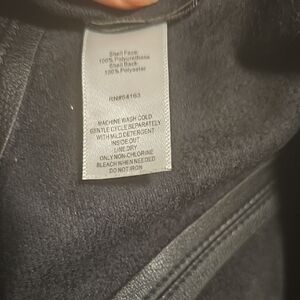 Shell Face:
100% Polyurethane
Shell Back:
100% Polyester
RN#54163
MACHINE WASH COLD
GENTLE CYCLE SEPARATELY
WITH MILD DETERGENT
INSIDE OUT
LINE DRY
ONLY NON-CHLORINE
BLEACH WHEN NEEDED
DO NOT IRON